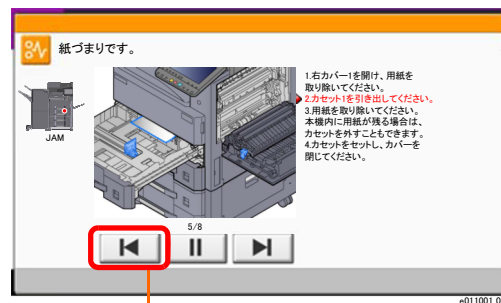 紙づまりです。
JAM
1.右カバー1を開け、用紙を
取り除いてください。
2.カセット1を引き出してください。
3.用紙を取り除いてください。
本機内に用紙が残る場合は、
カセットを外すこともできます。
4.カセットをセットし、カバーを
閉じてください。
5/8